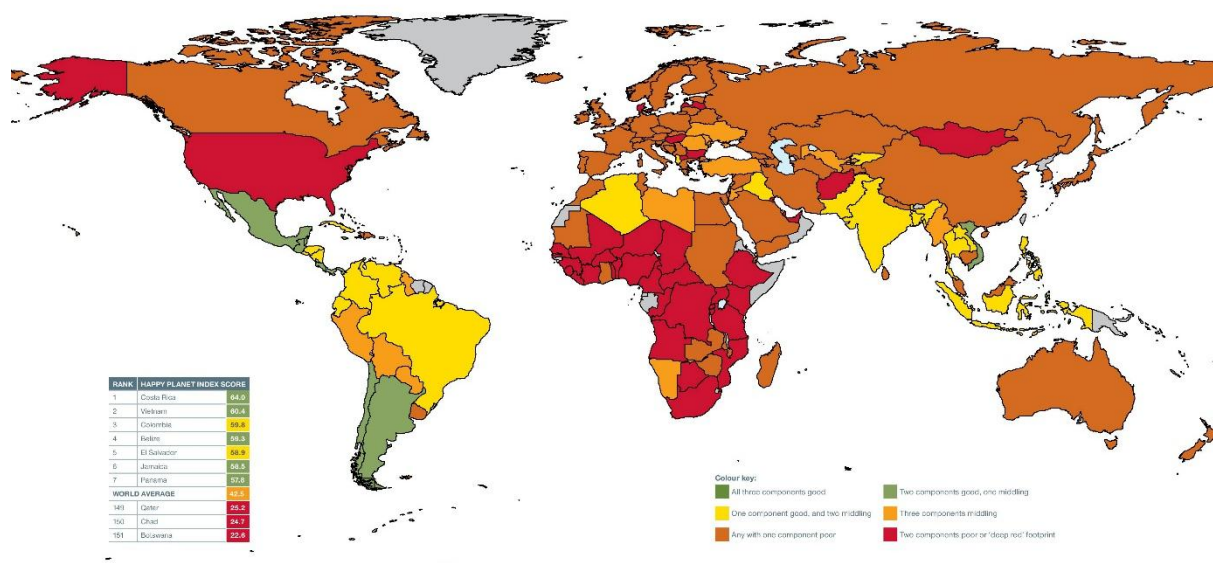 RANK HAPPY PLANET INDEX SCORE
1 Costa Rica 64.0
2 Vietnam 60.4
3 Colombia 59.8
4 Belize 59.3
5 El Salvador 58.9
6 Jamaica 58.5
7 Panama 57.8
WORLD AVERAGE 42.5
149 Qatar 25.2
150 Chad 24.7
151 Botswana 22.6
Colour key:
All three components good
Two components good, one middling
One component good, and two middling
Three components middling
Any with one component poor
Two components poor or 'deep red' footprint